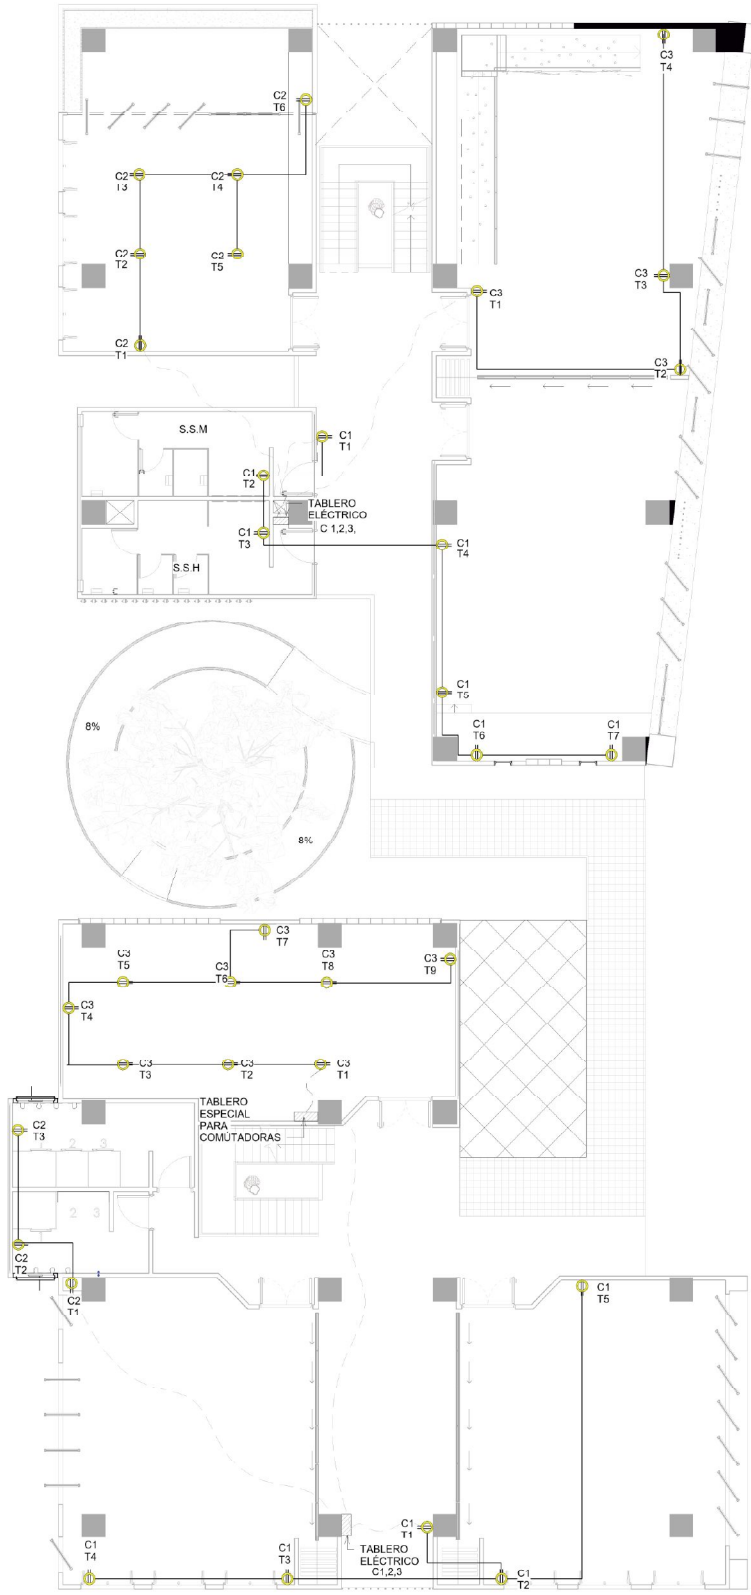 C3
T4
C2
T6
C2
T3
C2
T4
C2
T2
C2
T5
C3
T3
C3
T1
C2
T1
C3
T2
S.S.M
C1
T1
C1
T2
TABLERO
ELÉCTRICO
C 1,2,3,
C1
T3
C1
T4
S.S.H
C1
T5
8%
C1
T6
C1
T7
8%
C3
T7
C3
T5
C3
T6
C3
T8
C3
T9
C3
T4
C3
T3
C3
T2
C3
T1
TABLERO
ESPECIAL
PARA
COMÚTADORAS
C2
T3
1 2 3
2 3
C2
T2
C2
T1
C1
T5
C1
T1
C1
T4
C1
T3
TABLERO
ELÉCTRICO
C1,2,3
C1
T2